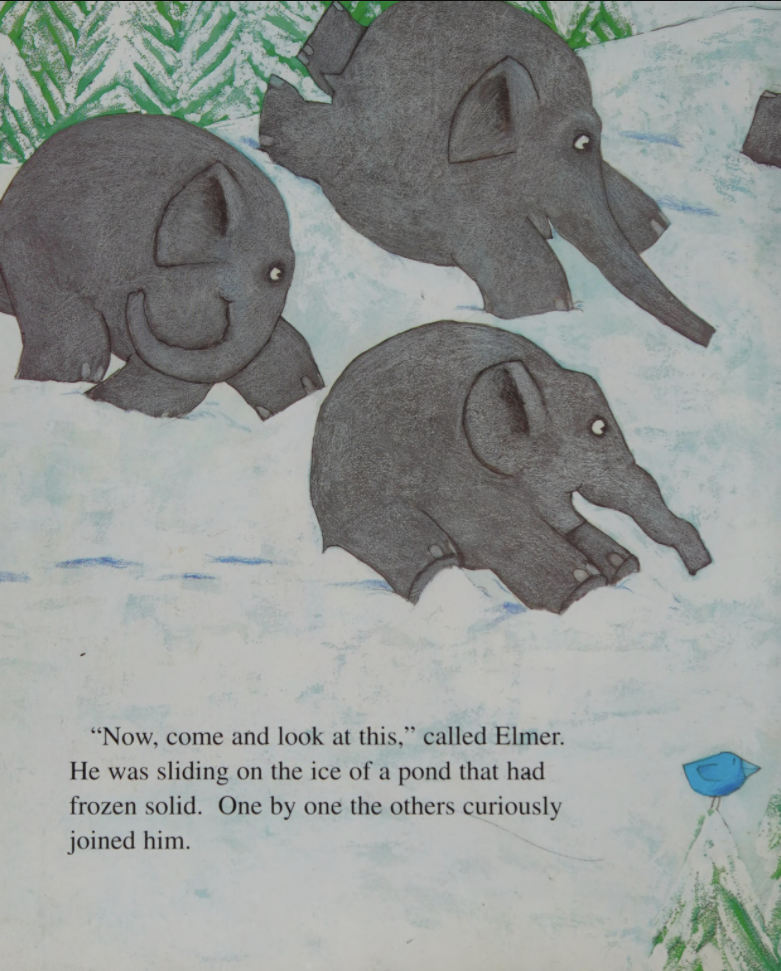 “Now, come and look at this,” called Elmer.
He was sliding on the ice of a pond that had
frozen solid.  One by one the others curiously
joined him.